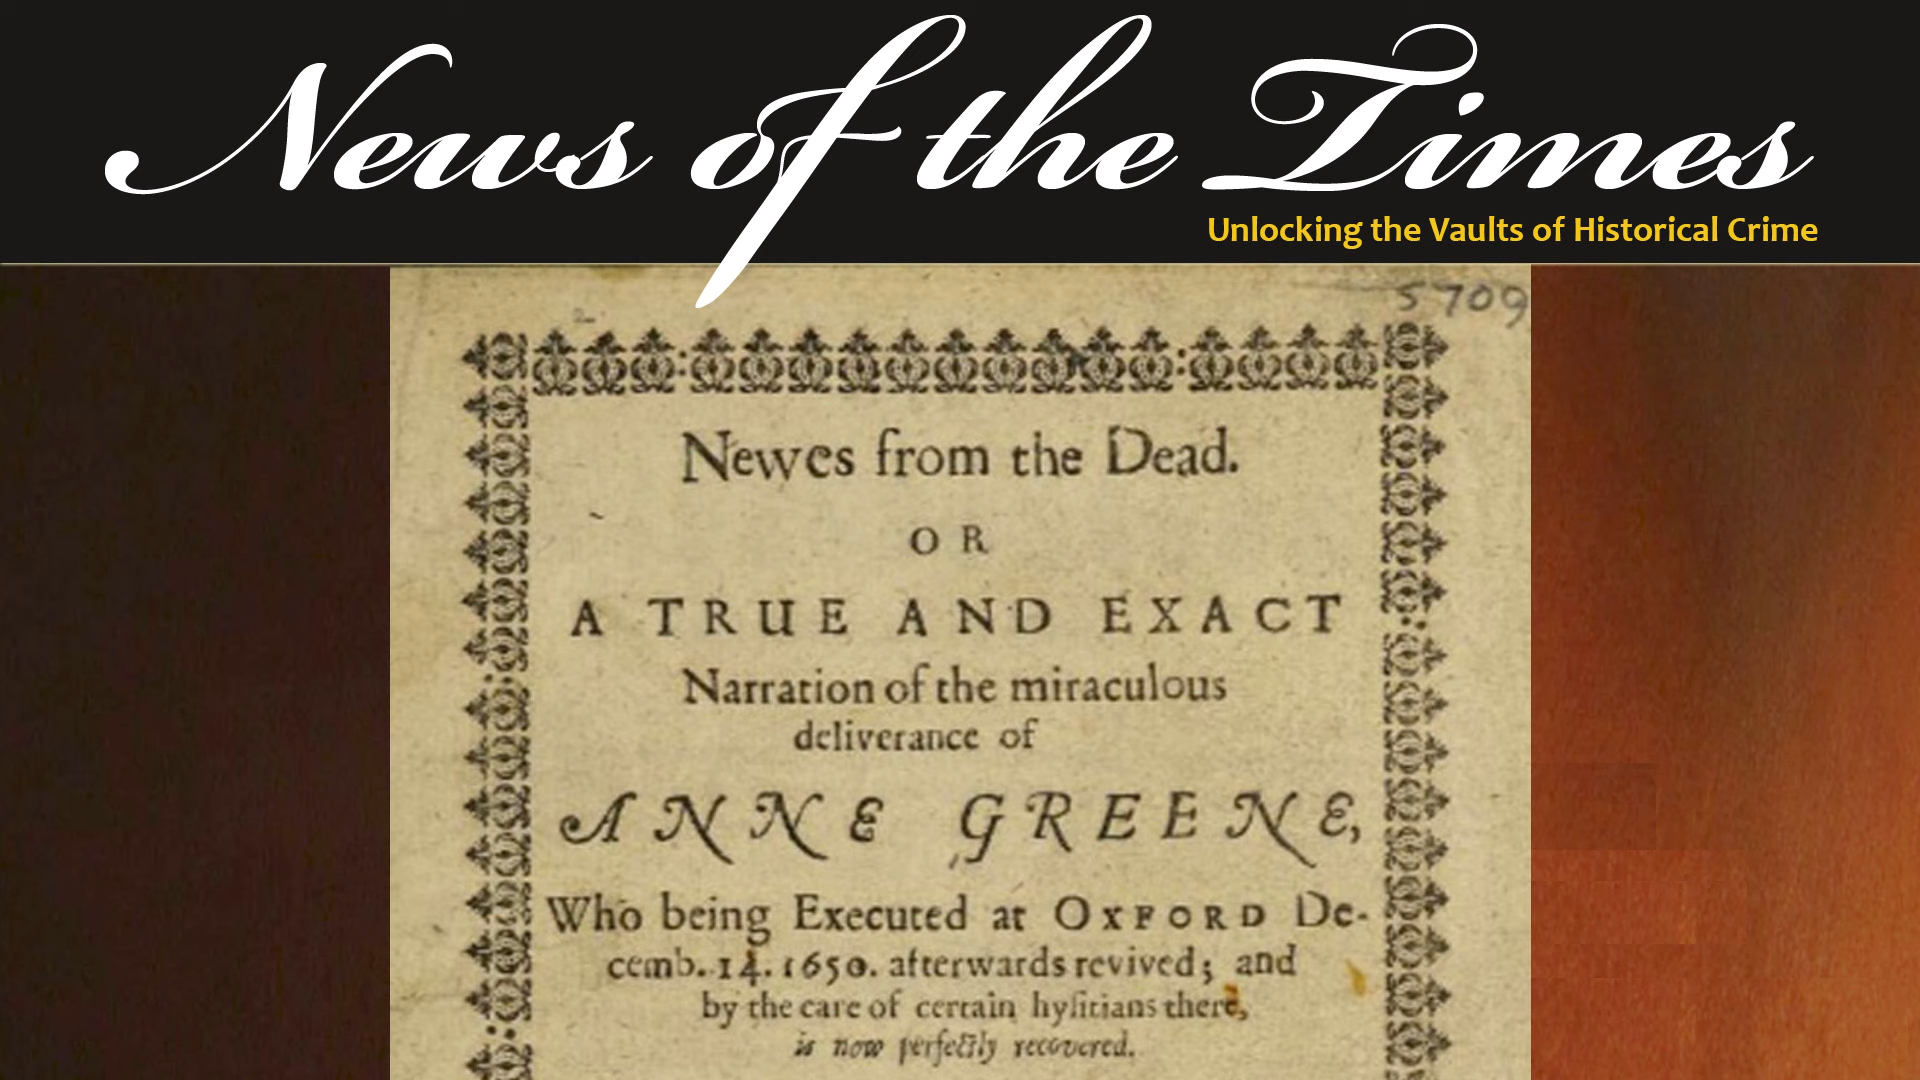 News of the Times
Unlocking the Vaults of Historical Crime
5709
Newes from the Dead.
OR
A TRUE AND EXACT
Narration of the miraculous
deliverance of
ANNE GREENE,
Who being Executed at OXFORD De-
cemb. 14. 1650. afterwards revived; and
by the care of certain hysitians there,
is now perfectly recovered.